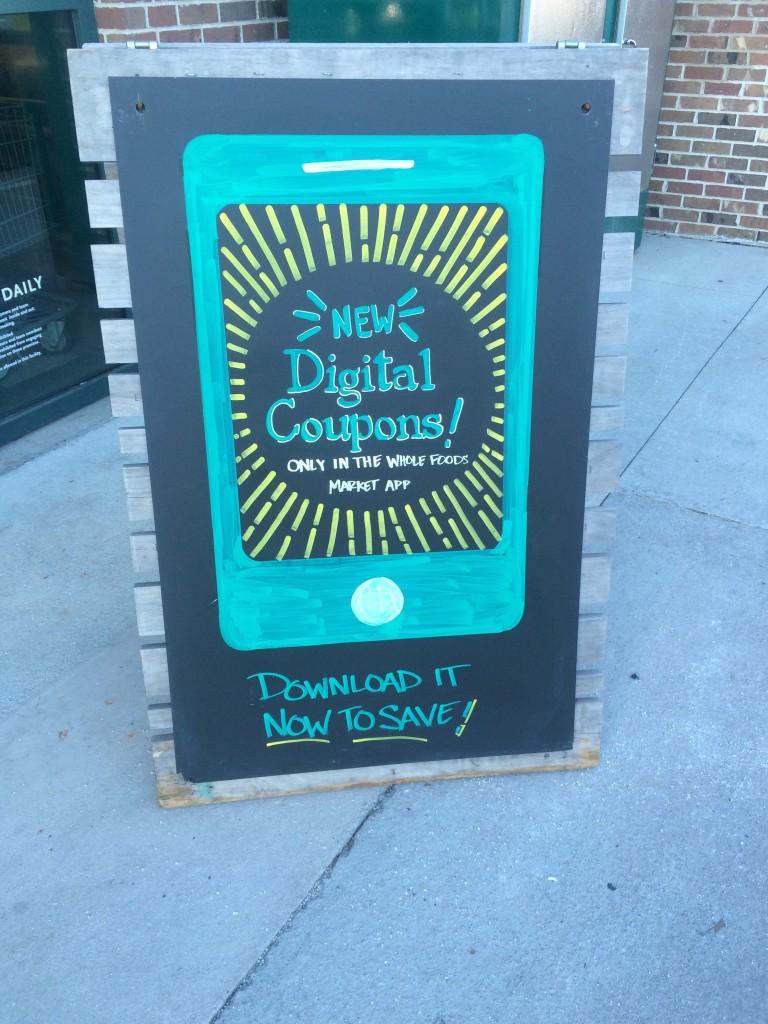 NEW
Digital
Coupons!
ONLY IN THE WHOLE FOODS
MARKET APP
DOWNLOAD IT
NOW TO SAVE!
DAILY